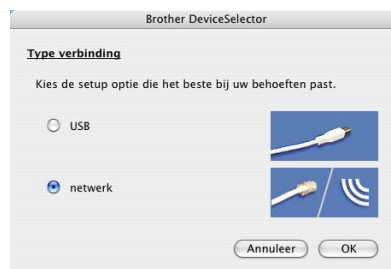 Brother DeviceSelector
Type verbinding
Kies de setup optie die het beste bij uw behoeften past.
USB
netwerk
Annuleer OK